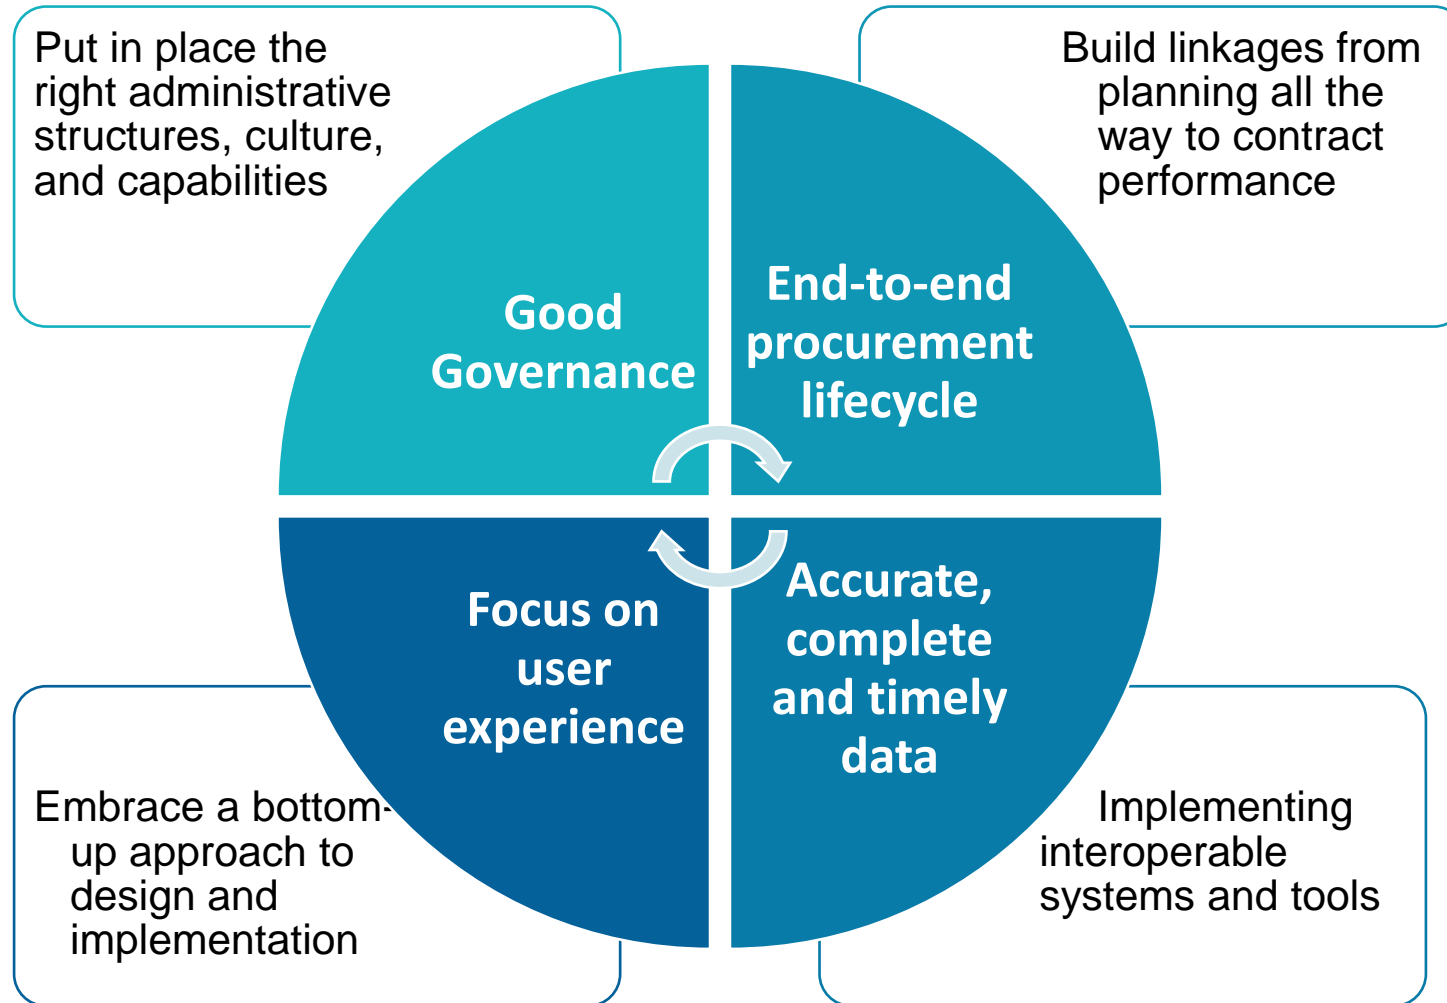 Put in place the
right administrative
structures, culture,
and capabilities
Build linkages from
planning all the
way to contract
performance
Good
Governance
End-to-end
procurement
lifecycle
Focus on
user
experience
Accurate,
complete
and timely
data
Embrace a bottom-
up approach to
design and
implementation
Implementing
interoperable
systems and tools